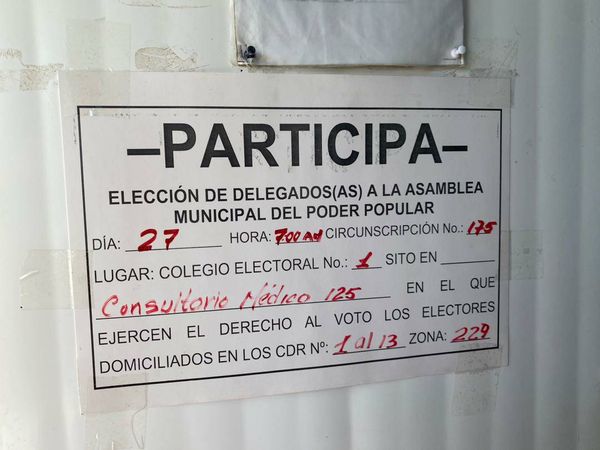 –PARTICIPA–
ELECCIÓN DE DELEGADOS(AS) A LA ASAMBLEA
MUNICIPAL DEL PODER POPULAR
DÍA: 27 HORA: 7:00 AM CIRCUNSCRIPCIÓN No.: 175
LUGAR: COLEGIO ELECTORAL No.: 1 SITO EN
Consultorio Médico 125 EN EL QUE
EJERCEN EL DERECHO AL VOTO LOS ELECTORES
DOMICILIADOS EN LOS CDR Nº: 1 al 13 ZONA: 229